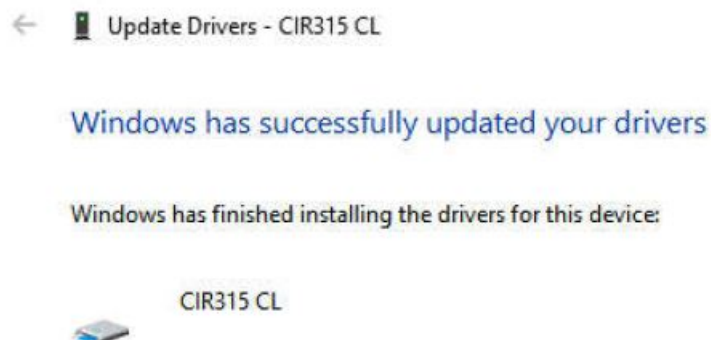 Update Drivers - CIR315 CL
Windows has successfully updated your drivers
Windows has finished installing the drivers for this device:
CIR315 CL